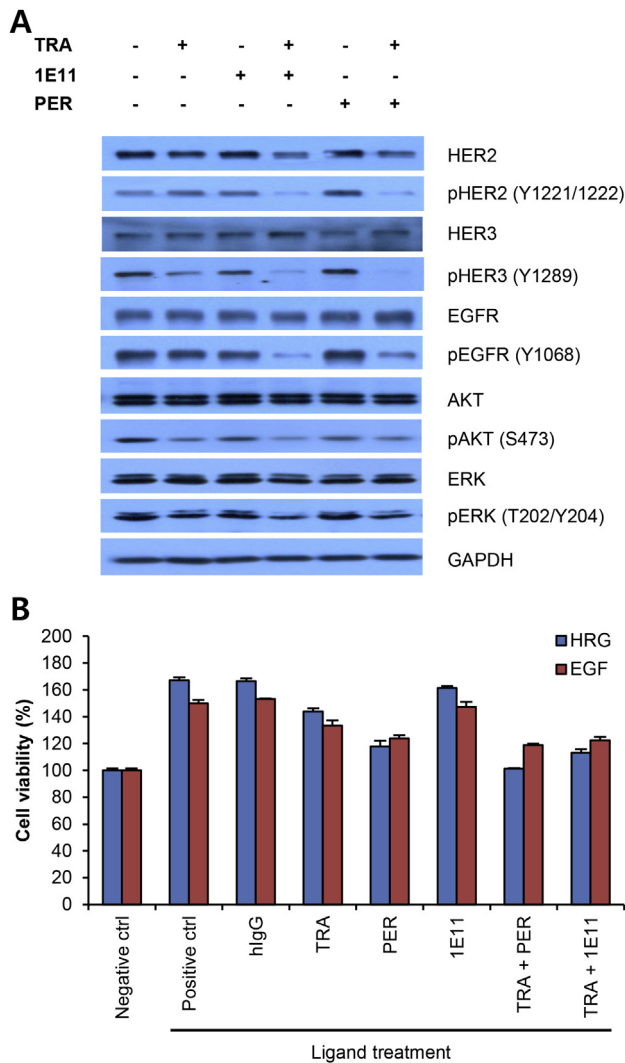 A
TRA - + - + - +
1E11 - - + + - -
PER - - - - + +
HER2
pHER2 (Y1221/1222)
HER3
pHER3 (Y1289)
EGFR
pEGFR (Y1068)
AKT
pAKT (S473)
ERK
pERK (T202/Y204)
GAPDH
B
Cell viability (%)
200
180
160
140
120
100
80
60
40
20
0
HRG
EGF
Negative ctrl
Positive ctrl
hIgG
TRA
PER
1E11
TRA + PER
TRA + 1E11
Ligand treatment